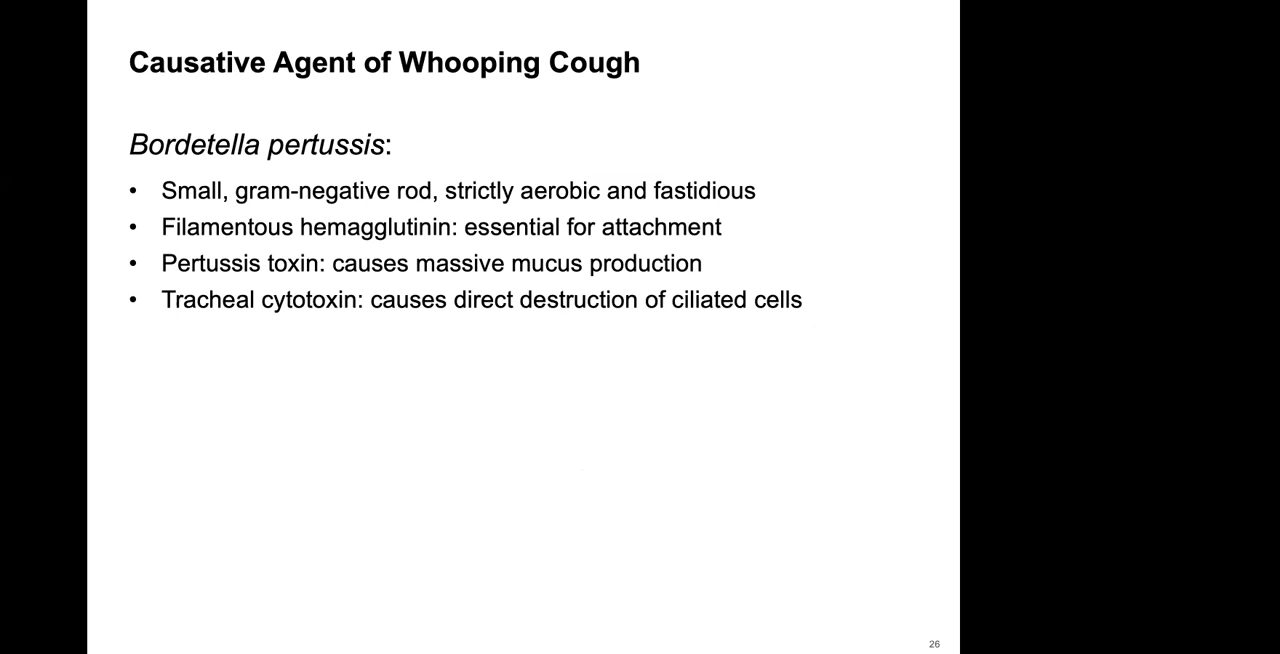 Causative Agent of Whooping Cough
Bordetella pertussis:
• Small, gram-negative rod, strictly aerobic and fastidious
• Filamentous hemagglutinin: essential for attachment
• Pertussis toxin: causes massive mucus production
• Tracheal cytotoxin: causes direct destruction of ciliated cells
26